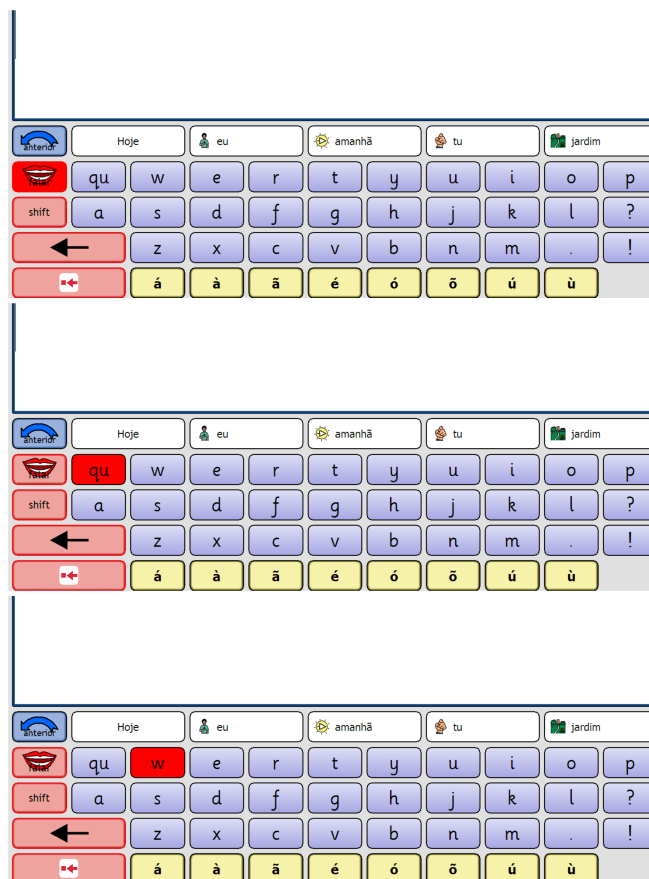 anterior Hoje eu amanhã tu jardim
falar qu w e r t y u i o p
shift a s d f g h j k l ?
z x c v b n m . !
á à ã é ó õ ú ù
anterior Hoje eu amanhã tu jardim
falar qu w e r t y u i o p
shift a s d f g h j k l ?
z x c v b n m . !
á à ã é ó õ ú ù
anterior Hoje eu amanhã tu jardim
falar qu w e r t y u i o p
shift a s d f g h j k l ?
z x c v b n m . !
á à ã é ó õ ú ù